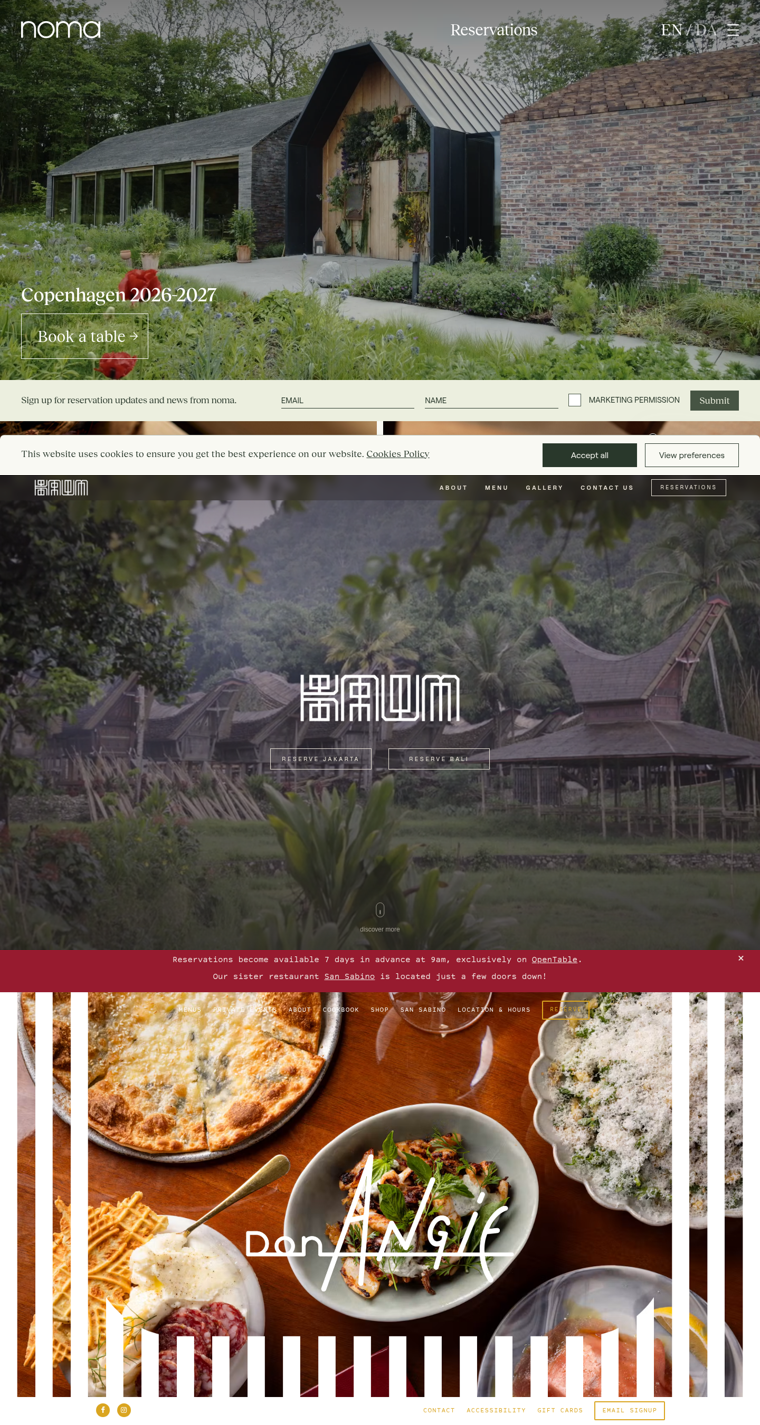 noma
Reservations
EN / DA
Copenhagen 2026-2027
Book a table →
Sign up for reservation updates and news from noma.
EMAIL
NAME
MARKETING PERMISSION
Submit
This website uses cookies to ensure you get the best experience on our website. Cookies Policy
Accept all
View preferences
ABOUT
MENU
GALLERY
CONTACT US
RESERVATIONS
RESERVE JAKARTA
RESERVE BALI
discover more
Reservations become available 7 days in advance at 9am, exclusively on OpenTable.
×
Our sister restaurant San Sabino is located just a few doors down!
ABOUT
COOKBOOK
SHOP
SAN SABINO
LOCATION & HOURS
Don ANGIE
CONTACT
ACCESSIBILITY
GIFT CARDS
EMAIL SIGNUP